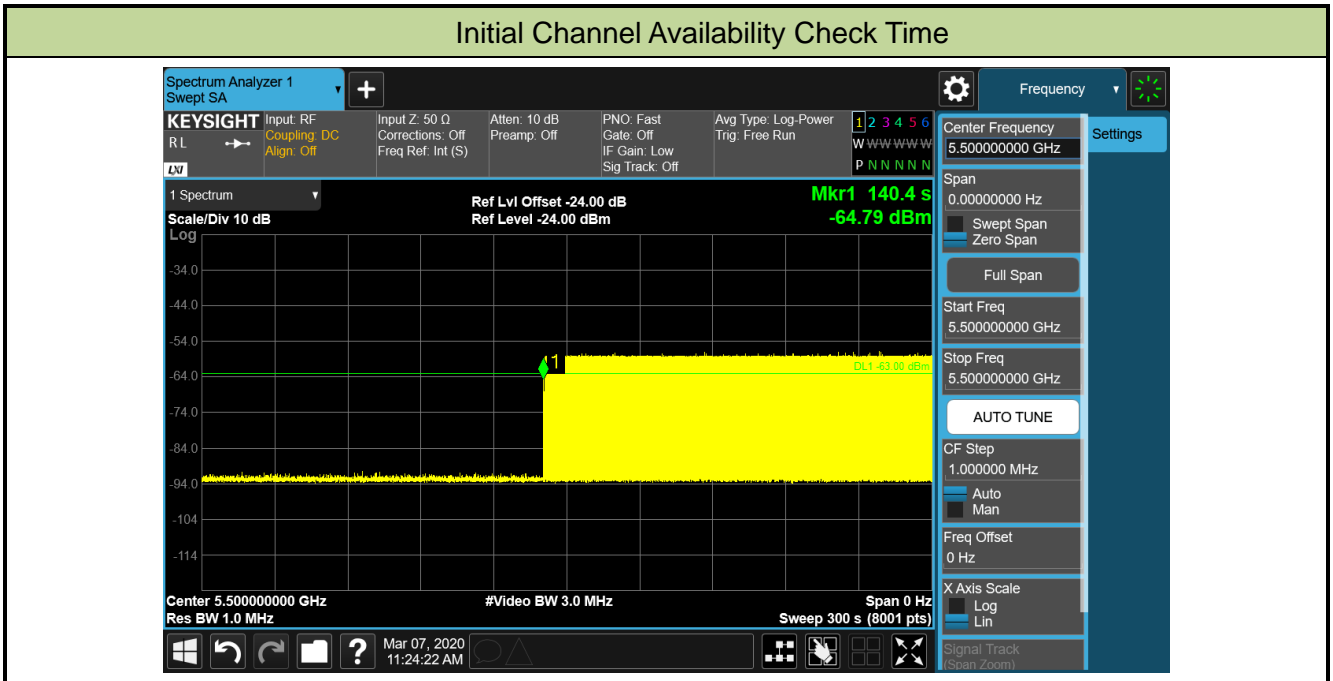 Initial Channel Availability Check Time
Spectrum Analyzer 1
Swept SA
Frequency
KEYSIGHT
RL
LXI
Input: RF
Coupling: DC
Align: Off
Input Z: 50 Ω
Corrections: Off
Freq Ref: Int (S)
Atten: 10 dB
Preamp: Off
PNO: Fast
Gate: Off
IF Gain: Low
Sig Track: Off
Avg Type: Log-Power
Trig: Free Run
1 2 3 4 5 6
W W W W W W
P N N N N N
1 Spectrum
Scale/Div 10 dB
Log
Ref Lvl Offset -24.00 dB
Ref Level -24.00 dBm
Mkr1 140.4 s
-64.79 dBm
-34.0
-44.0
-54.0
-64.0
-74.0
-84.0
-94.0
-104
-114
1
DL1 -63.00 dBm
Center 5.500000000 GHz
Res BW 1.0 MHz
#Video BW 3.0 MHz
Span 0 Hz
Sweep 300 s (8001 pts)
Mar 07, 2020
11:24:22 AM
Center Frequency
5.500000000 GHz
Settings
Span
0.00000000 Hz
Swept Span
Zero Span
Full Span
Start Freq
5.500000000 GHz
Stop Freq
5.500000000 GHz
AUTO TUNE
CF Step
1.000000 MHz
Auto
Man
Freq Offset
0 Hz
X Axis Scale
Log
Lin
Signal Track
(Span Zoom)